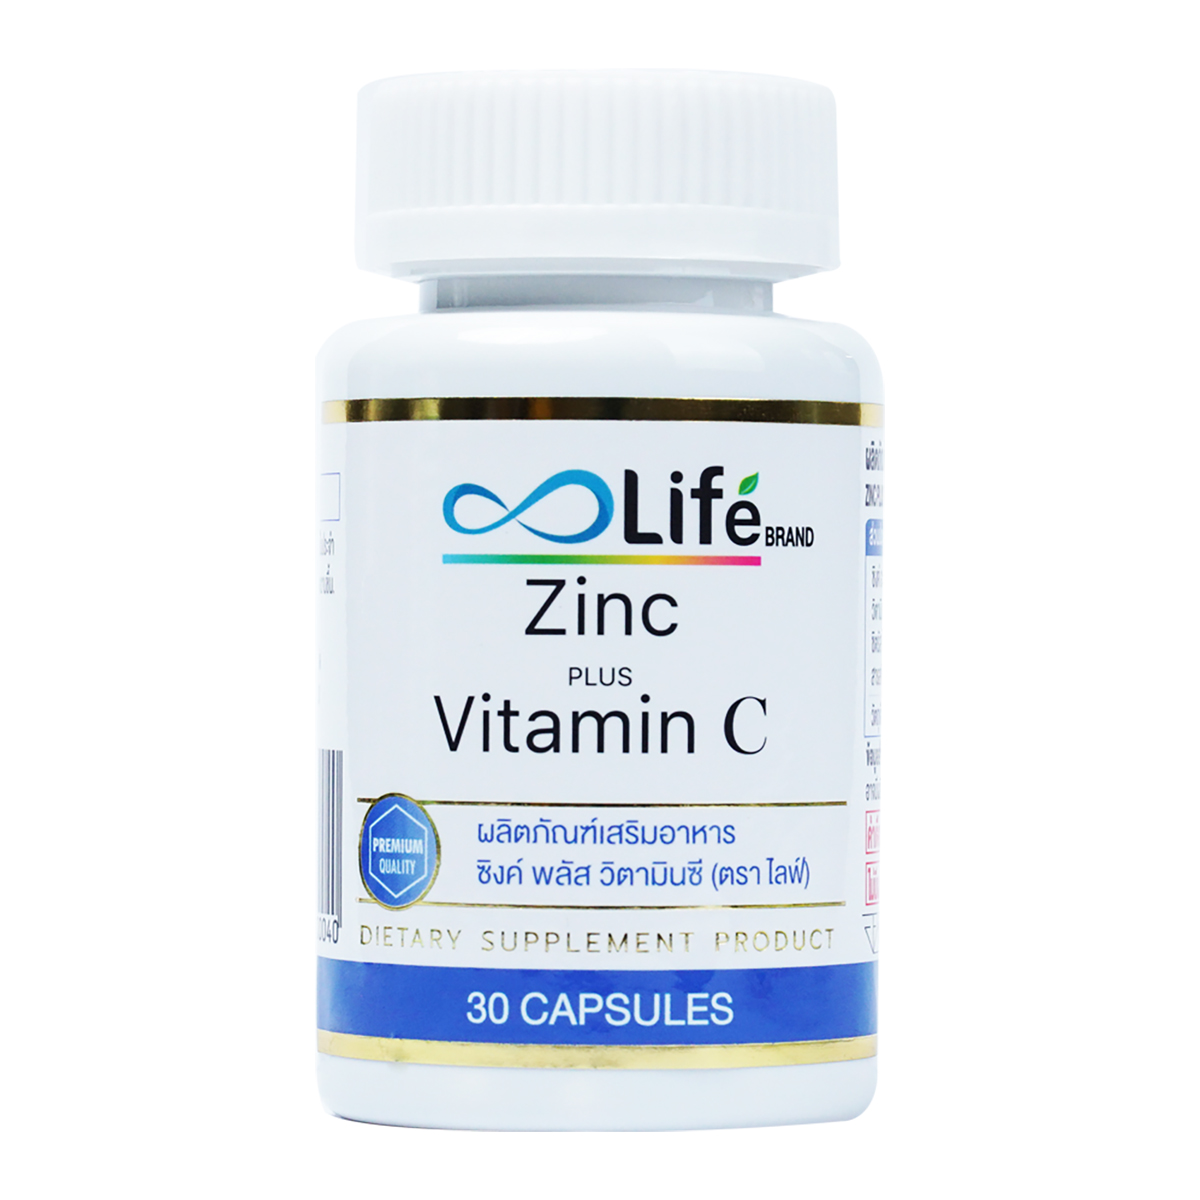 Lifé BRAND
Zinc
PLUS
Vitamin C
PREMIUM
QUALITY
ผลิตภัณฑ์เสริมอาหาร
ซิงค์ พลัส วิตามินซี (ตรา ไลฟ์)
DIETARY SUPPLEMENT PRODUCT
30 CAPSULES
0040